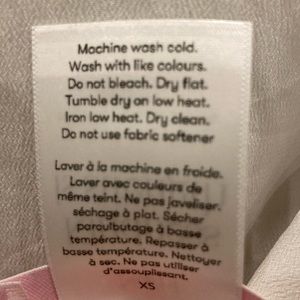 Machine wash cold.
Wash with like colours.
Do not bleach. Dry flat.
Tumble dry on low heat.
Iron low heat. Dry clean.
Do not use fabric softener
Laver à la machine en froide.
Laver avec couleurs de
même teint. Ne pas javeliser.
séchage à plat. Sécher
parculbutage à basse
température. Repasser à
basse température. Nettoyer
à sec. Ne pas utiliser
d'assouplissant.
XS